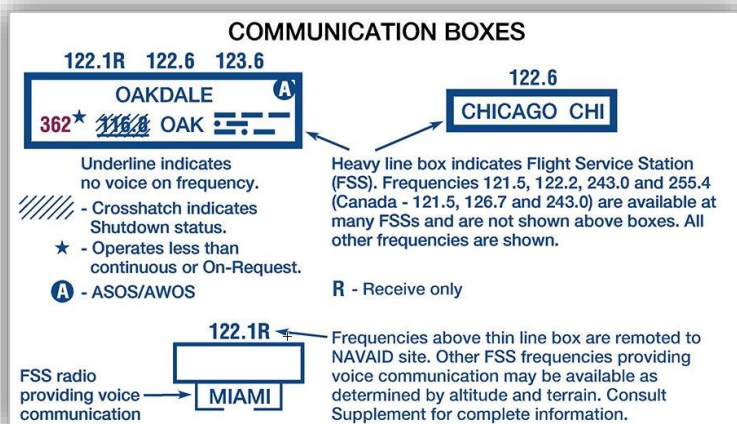 COMMUNICATION BOXES
122.1R 122.6 123.6
OAKDALE A
362★ 116.8 OAK
Underline indicates
no voice on frequency.
- Crosshatch indicates
Shutdown status.
★ - Operates less than
continuous or On-Request.
A - ASOS/AWOS
122.6
CHICAGO CHI
Heavy line box indicates Flight Service Station
(FSS). Frequencies 121.5, 122.2, 243.0 and 255.4
(Canada - 121.5, 126.7 and 243.0) are available at
many FSSs and are not shown above boxes. All
other frequencies are shown.
R - Receive only
122.1R
MIAMI
FSS radio
providing voice
communication
Frequencies above thin line box are remoted to
NAVAID site. Other FSS frequencies providing
voice communication may be available as
determined by altitude and terrain. Consult
Supplement for complete information.